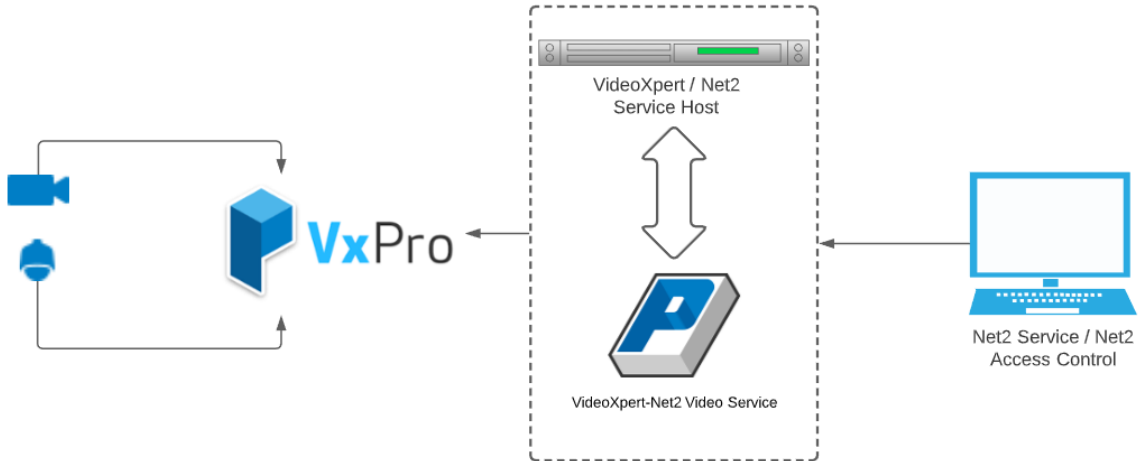 VideoXpert / Net2
Service Host
VxPro
VideoXpert-Net2 Video Service
Net2 Service / Net2
Access Control